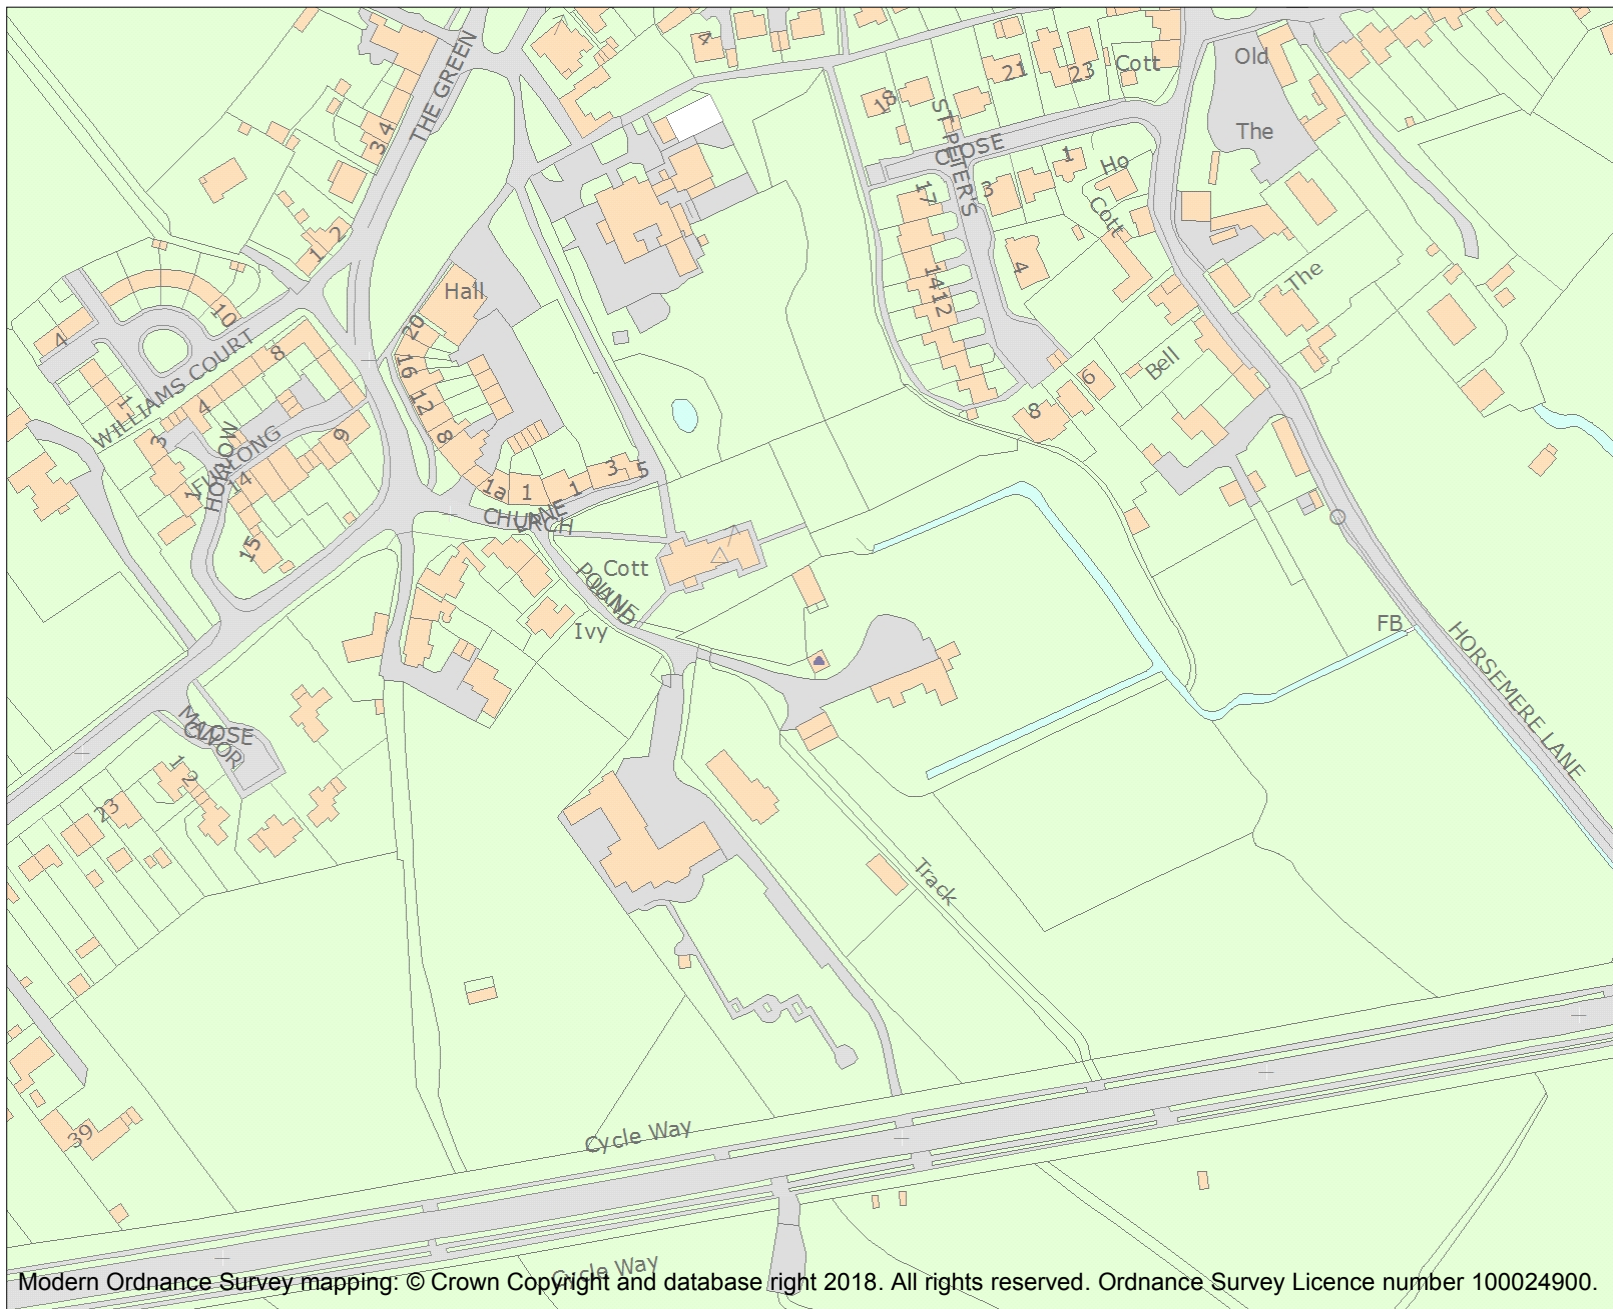 THE GREEN
4
21
23
Cott
Old
18
The
3 4
ST PETER'S
CLOSE
1
Ho
3
17
Cott
1 2
4
The
Hall
14
12
10
20
4
8
16
WILLIAMS COURT
Bell
1
12
6
4
8
8
3
9
HOLLOW
FURLONG
14
1
3
5
1a
1
1
CHURCH
LANE
15
Cott
POUND
LANE
Ivy
FB
HORSEMERE LANE
MANOR
CLOSE
1 2
23
Track
39
Cycle Way
Cycle Way
Modern Ordnance Survey mapping: © Crown Copyright and database right 2018. All rights reserved. Ordnance Survey Licence number 100024900.